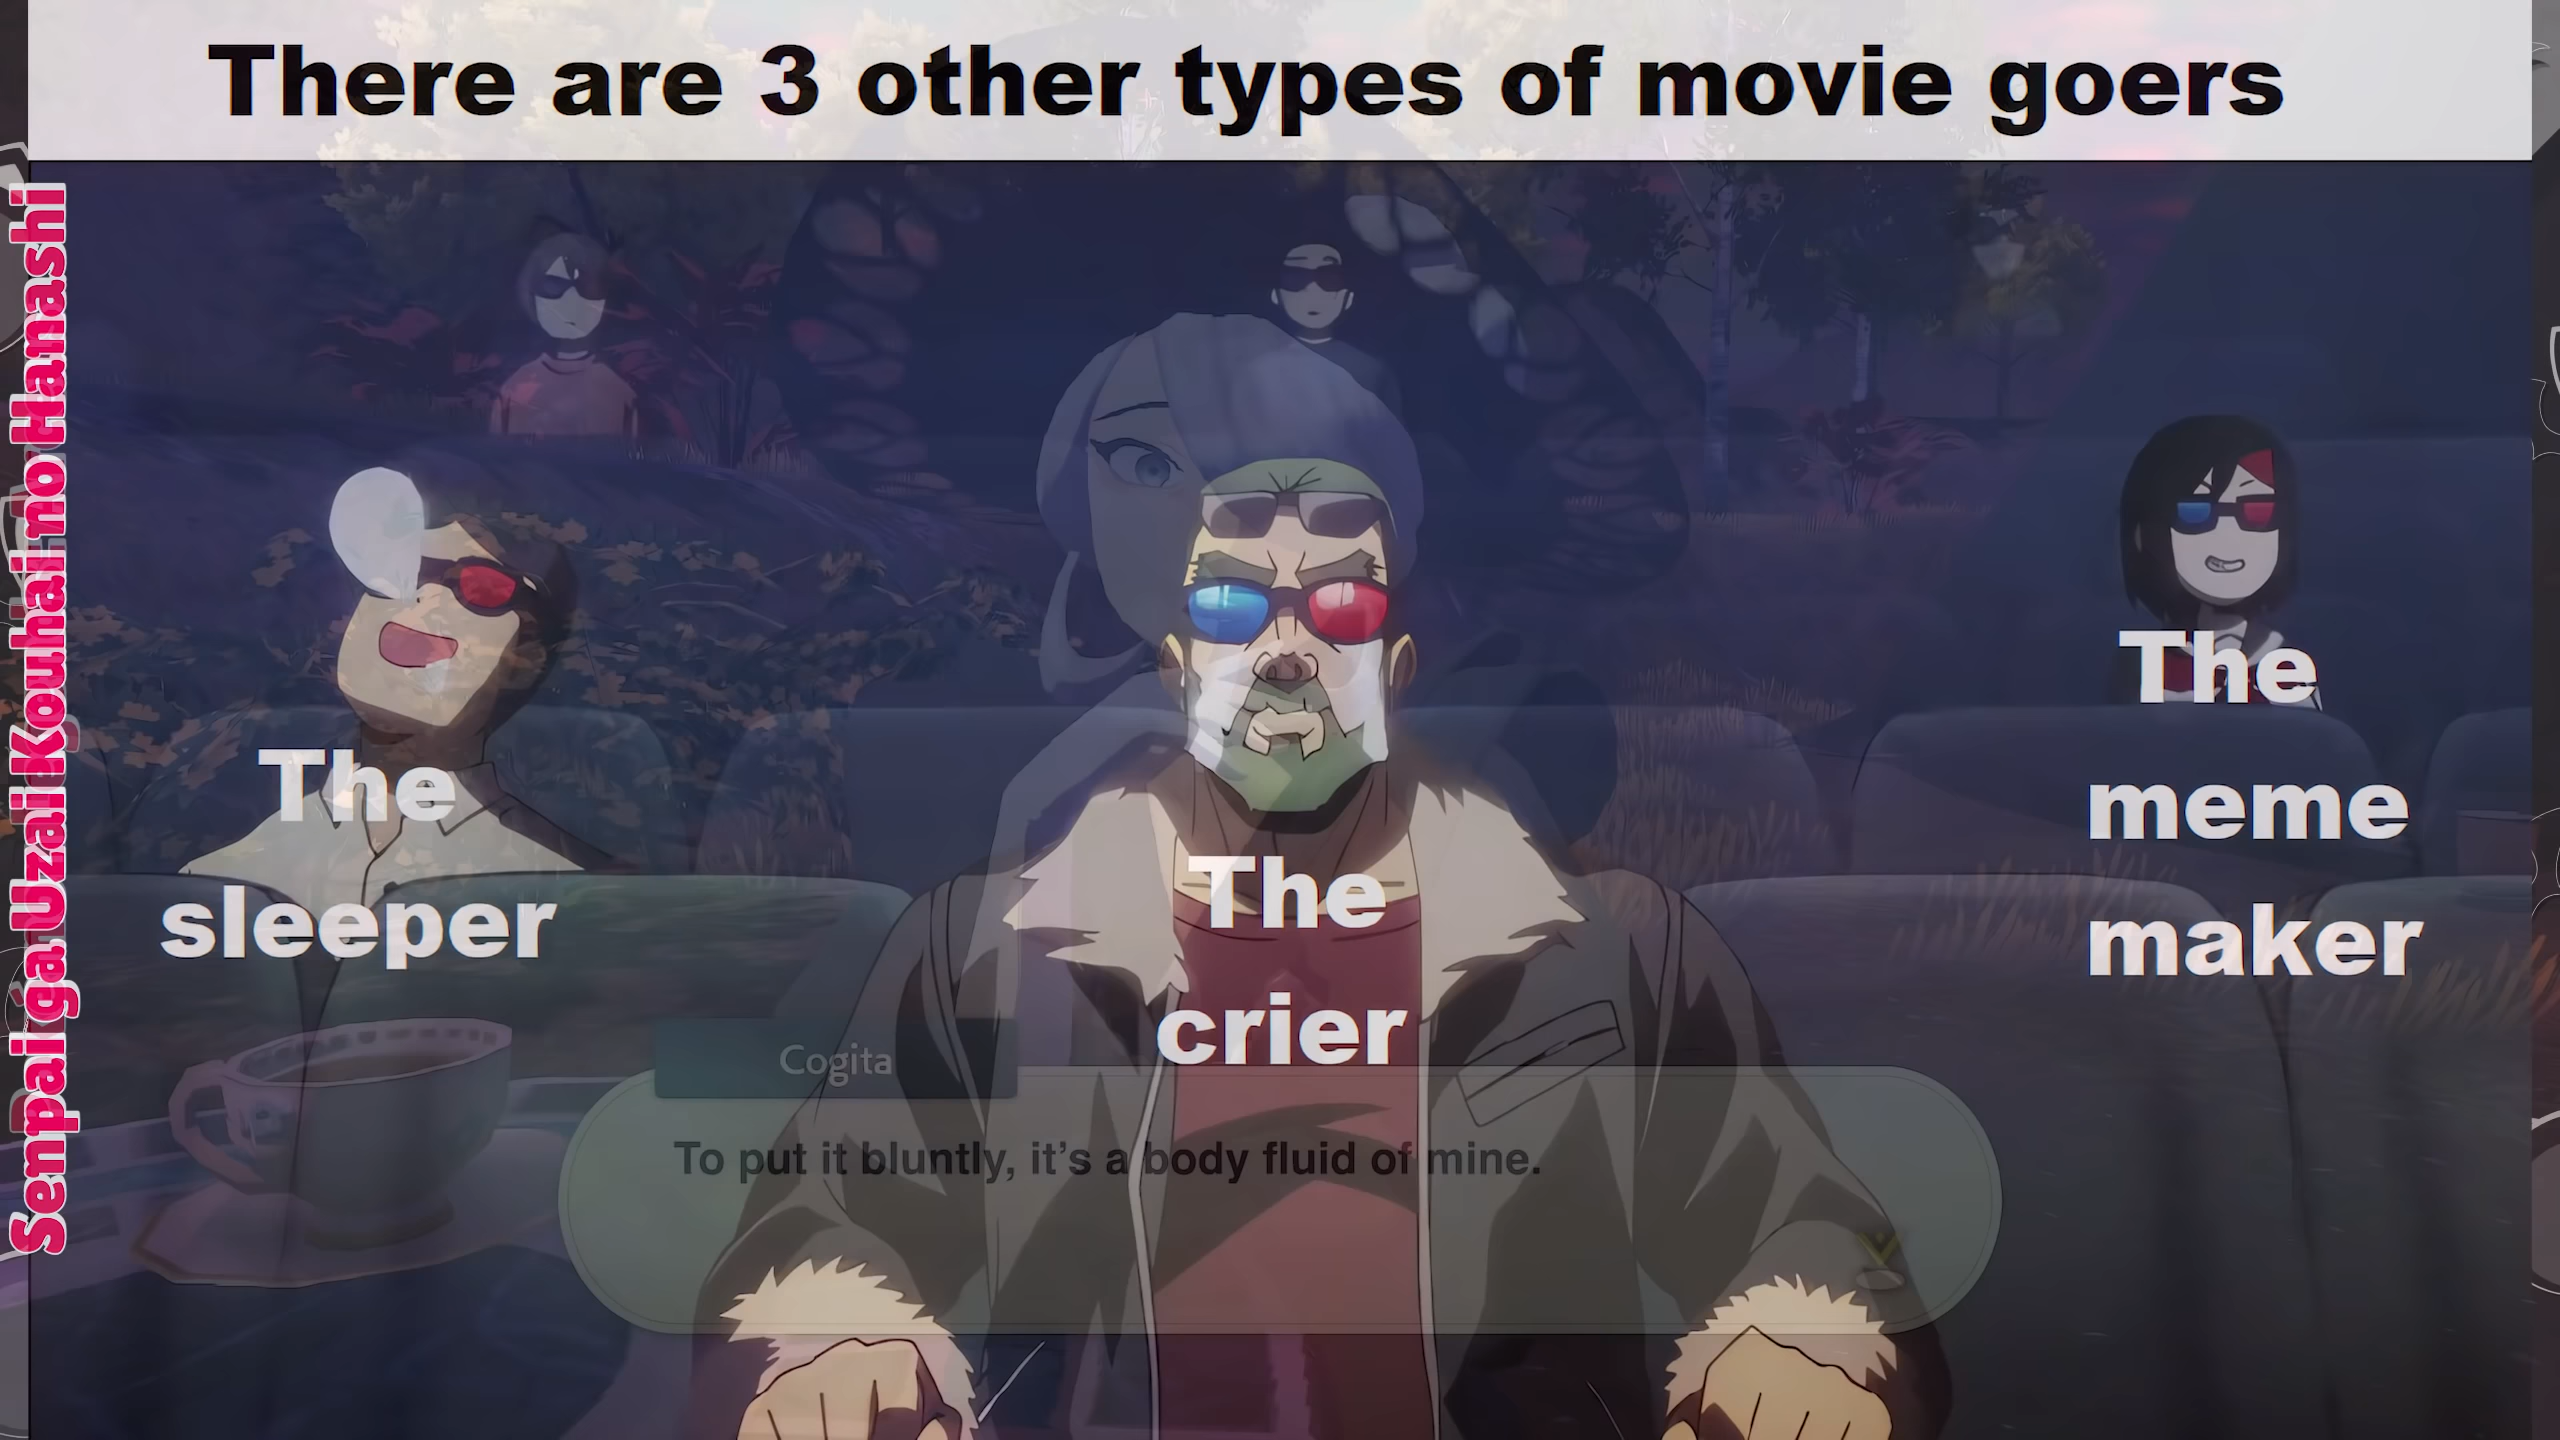 There are 3 other types of movie goers
Senpai ga Uzai Kouhai no Hanashi
The
sleeper
The
crier
The
meme
maker
Cogita
To put it bluntly, it's a body fluid of mine.